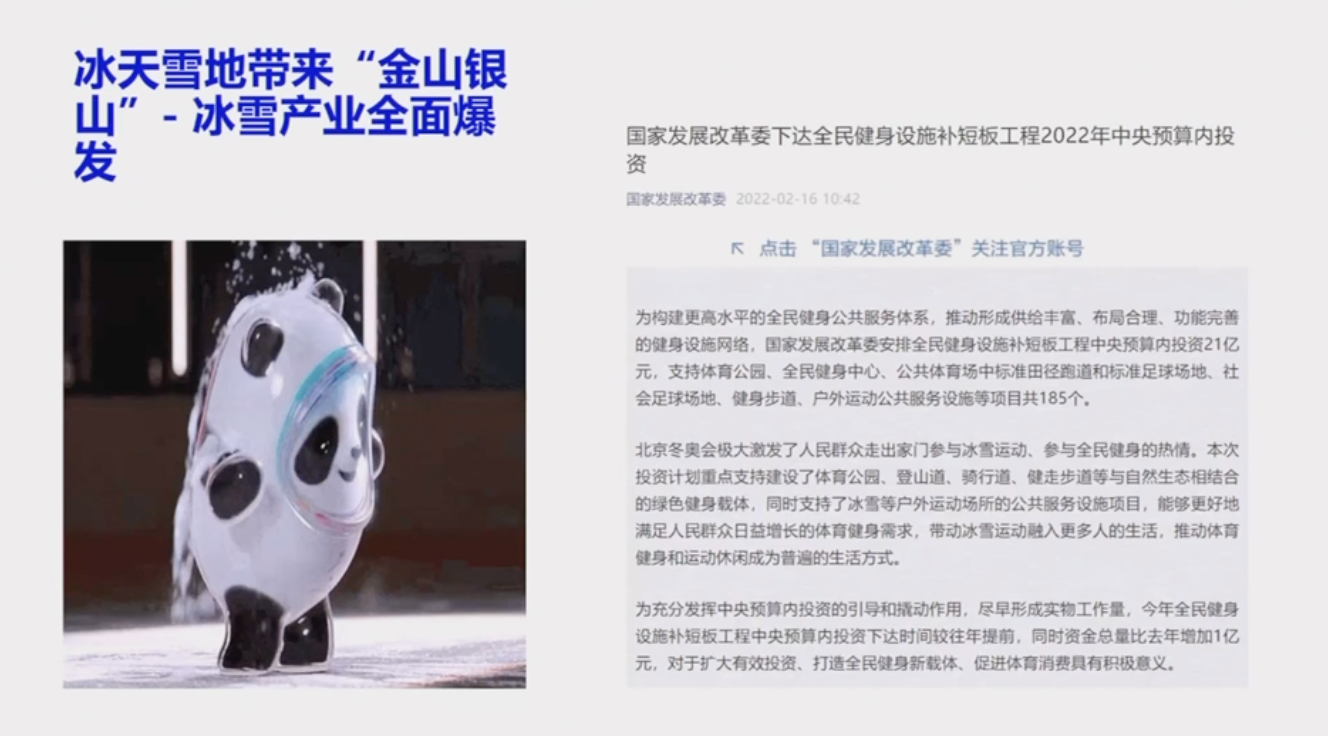 冰天雪地带来“金山银
山” - 冰雪产业全面爆
发
国家发展改革委下达全民健身设施补短板工程2022年中央预算内投
资
国家发展改革委 2022-02-16 10:42
↖ 点击 “国家发展改革委” 关注官方账号
为构建更高水平的全民健身公共服务体系，推动形成供给丰富、布局合理、功能完善
的健身设施网络，国家发展改革委安排全民健身设施补短板工程中央预算内投资21亿
元，支持体育公园、全民健身中心、公共体育场中标准田径跑道和标准足球场地、社
会足球场地、健身步道、户外运动公共服务设施等项目共185个。
北京冬奥会极大激发了人民群众走出家门参与冰雪运动、参与全民健身的热情。本次
投资计划重点支持建设了体育公园、登山道、骑行道、健走步道等与自然生态相结合
的绿色健身载体，同时支持了冰雪等户外运动场所的公共服务设施项目，能够更好地
满足人民群众日益增长的体育健身需求，带动冰雪运动融入更多人的生活，推动体育
健身和运动休闲成为普遍的生活方式。
为充分发挥中央预算内投资的引导和撬动作用，尽早形成实物工作量，今年全民健身
设施补短板工程中央预算内投资下达时间较往年提前，同时资金总量比去年增加1亿
元，对于扩大有效投资、打造全民健身新载体、促进体育消费具有积极意义。